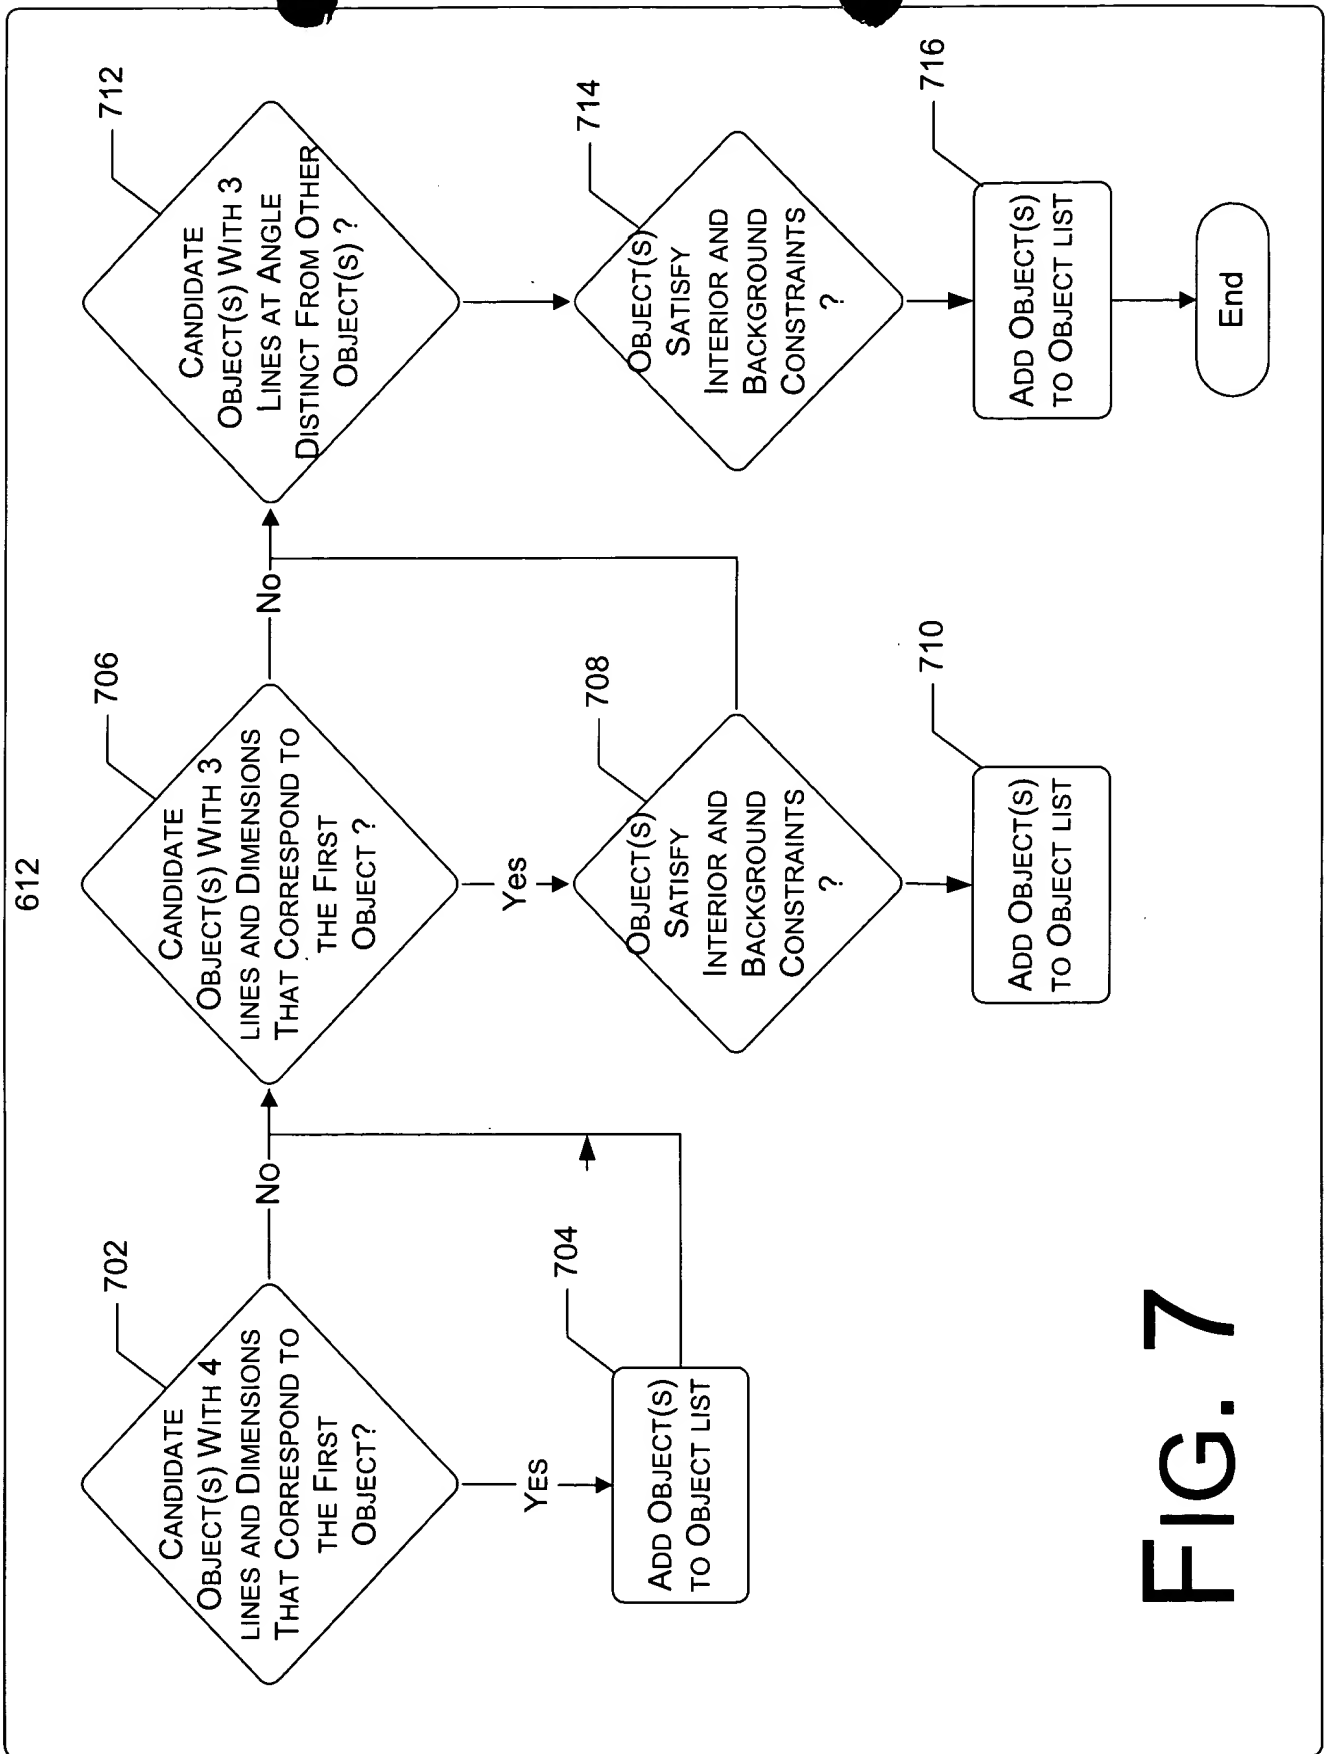 612
702
CANDIDATE
OBJECT(S) WITH 4
LINES AND DIMENSIONS
THAT CORRESPOND TO
THE FIRST
OBJECT?
No
YES
704
ADD OBJECT(S)
TO OBJECT LIST
706
CANDIDATE
OBJECT(S) WITH 3
LINES AND DIMENSIONS
THAT CORRESPOND TO
THE FIRST
OBJECT ?
No
Yes
708
OBJECT(S)
SATISFY
INTERIOR AND
BACKGROUND
CONSTRAINTS
?
710
ADD OBJECT(S)
TO OBJECT LIST
712
CANDIDATE
OBJECT(S) WITH 3
LINES AT ANGLE
DISTINCT FROM OTHER
OBJECT(S) ?
714
OBJECT(S)
SATISFY
INTERIOR AND
BACKGROUND
CONSTRAINTS
?
716
ADD OBJECT(S)
TO OBJECT LIST
End
FIG. 7